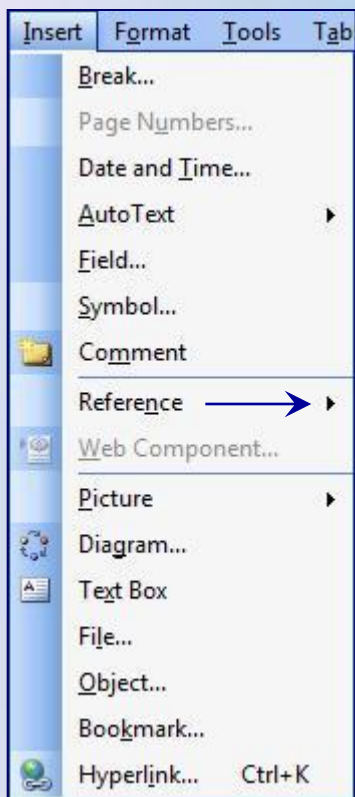 Insert Format Tools Tab
Break...
Page Numbers...
Date and Time...
AutoText
Field...
Symbol...
Comment
Reference
Web Component...
Picture
Diagram...
Text Box
File...
Object...
Bookmark...
Hyperlink... Ctrl+K